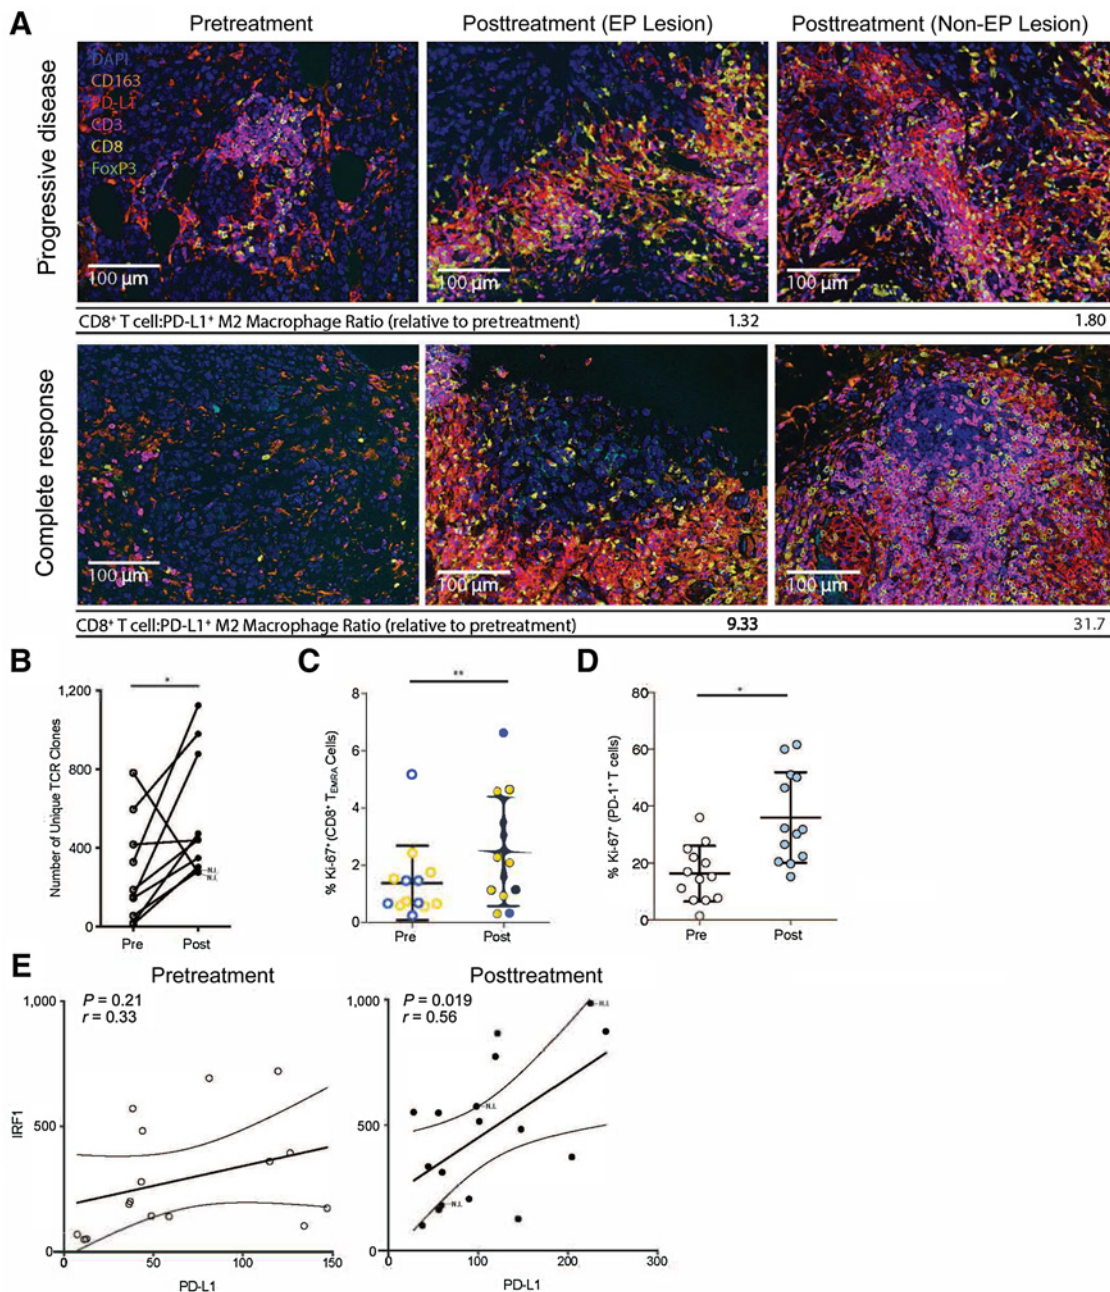 A
Pretreatment
Posttreatment (EP Lesion)
Posttreatment (Non-EP Lesion)
Progressive disease
DAPI
CD163
PD-L1
CD3
CD8
FoxP3
100 µm
100 µm
100 µm
CD8⁺ T cell:PD-L1⁺ M2 Macrophage Ratio (relative to pretreatment) 1.32 1.80
Complete response
100 µm
100 µm
100 µm
CD8⁺ T cell:PD-L1⁺ M2 Macrophage Ratio (relative to pretreatment) 9.33 31.7
B
*
Number of Unique TCR Clones
1,200
800
400
0
N.I.
N.I.
Pre Post
C
**
% Ki-67⁺ (CD8⁺ T_EMRA Cells)
8
6
4
2
0
Pre Post
D
*
% Ki-67⁺ (PD-1⁺ T cells)
80
60
40
20
0
Pre Post
E
Pretreatment
P = 0.21
r = 0.33
IRF1
1,000
500
0
0 50 100 150
PD-L1
Posttreatment
P = 0.019
r = 0.56
1,000
500
0
N.I.
N.I.
N.I.
0 100 200 300
PD-L1